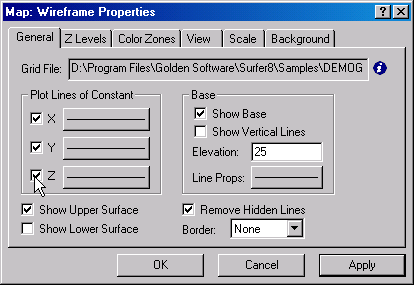 Map: Wireframe Properties
General Z Levels Color Zones View Scale Background
Grid File: D:\Program Files\Golden Software\Surfer8\Samples\DEMOG
Plot Lines of Constant
X
Y
Z
Base
Show Base
Show Vertical Lines
Elevation: 25
Line Props:
Show Upper Surface
Remove Hidden Lines
Show Lower Surface
Border: None
OK Cancel Apply